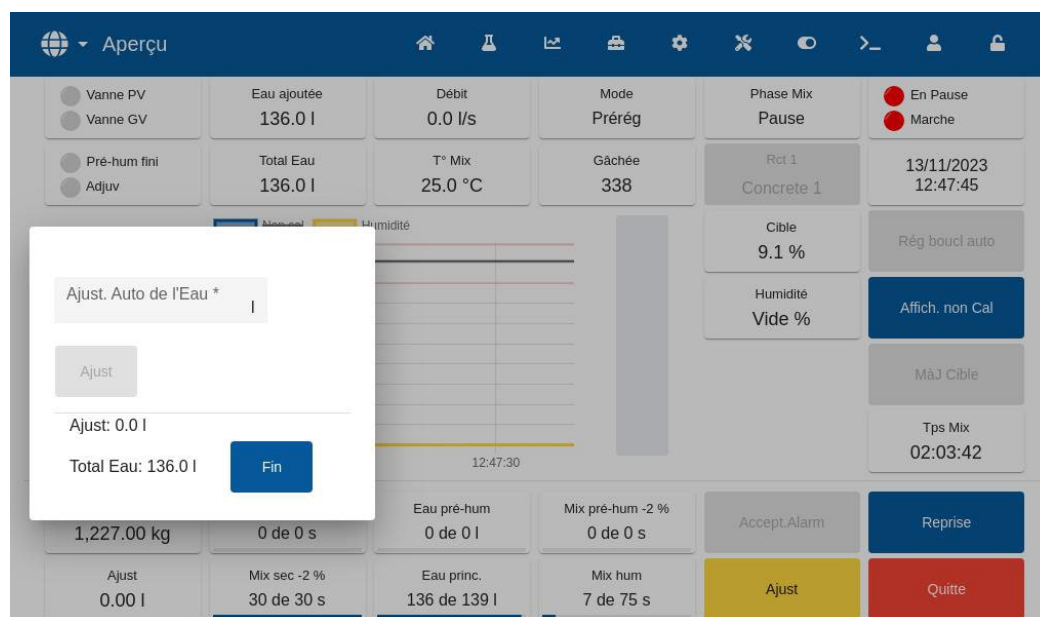 Aperçu
Vanne PV
Vanne GV
Eau ajoutée
136.0 l
Débit
0.0 l/s
Mode
Prérég
Phase Mix
Pause
En Pause
Marche
Pré-hum fini
Adjuv
Total Eau
136.0 l
T° Mix
25.0 °C
Gâchée
338
Rct 1
Concrete 1
13/11/2023
12:47:45
Non cal
Humidité
Cible
9.1 %
Rég boucl auto
Ajust. Auto de l'Eau *
l
Humidité
Vide %
Affich. non Cal
Ajust
MàJ Cible
Ajust: 0.0 l
Total Eau: 136.0 l
Fin
12:47:30
Tps Mix
02:03:42
1,227.00 kg
0 de 0 s
Eau pré-hum
0 de 0 l
Mix pré-hum -2 %
0 de 0 s
Accept.Alarm
Reprise
Ajust
0.00 l
Mix sec -2 %
30 de 30 s
Eau princ.
136 de 139 l
Mix hum
7 de 75 s
Ajust
Quitte